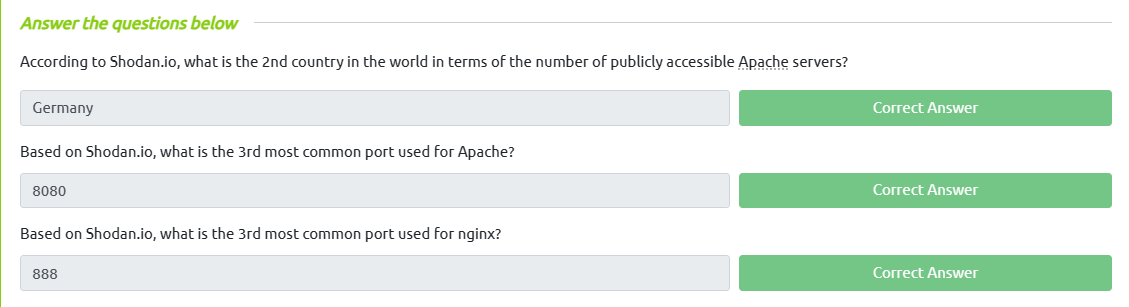 Answer the questions below
According to Shodan.io, what is the 2nd country in the world in terms of the number of publicly accessible Apache servers?
Germany
Correct Answer
Based on Shodan.io, what is the 3rd most common port used for Apache?
8080
Correct Answer
Based on Shodan.io, what is the 3rd most common port used for nginx?
888
Correct Answer